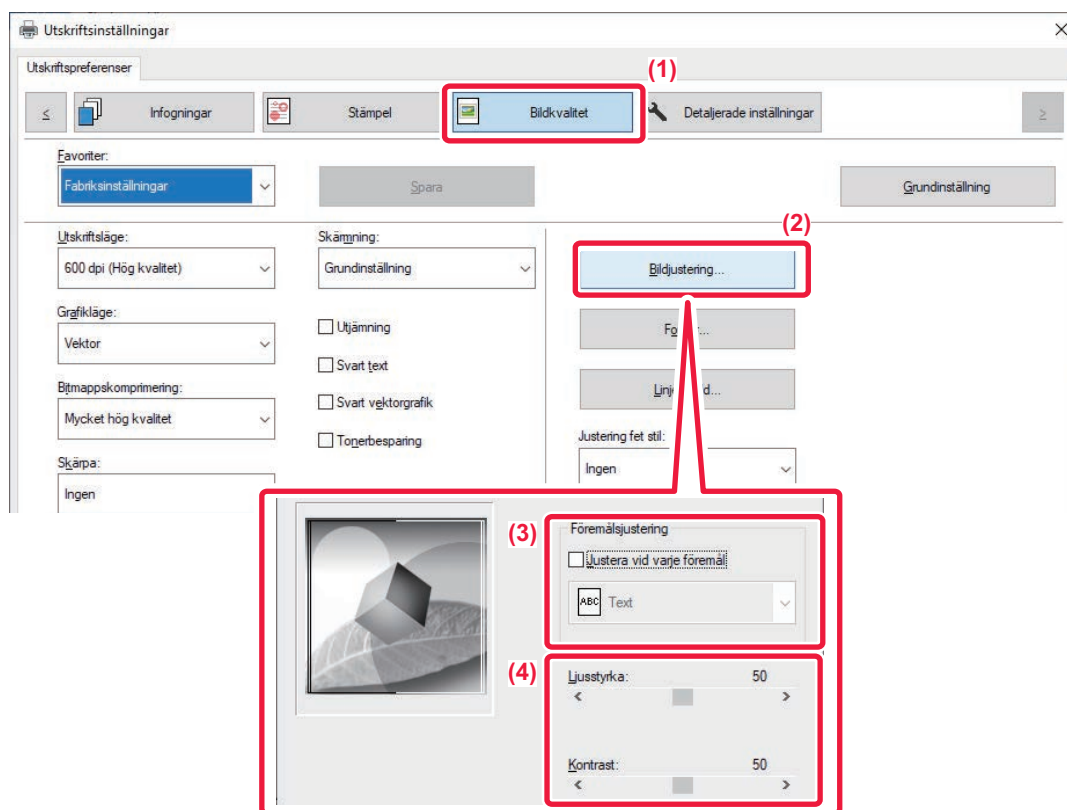 Utskriftsinställningar
Utskriftspreferenser
(1)
< Infogningar Stämpel Bildkvalitet Detaljerade inställningar >
Favoriter:
Fabriksinställningar Spara Grundinställning
(2)
Utskriftsläge: Skärmning:
600 dpi (Hög kvalitet) Grundinställning Bildjustering...
Grafikläge:
Vektor Utjämning
Svart text
Bitmappskomprimering:
Mycket hög kvalitet Svart vektorgrafik
Tonerbesparing Justering fet stil:
Skärpa:
Ingen Ingen
(3) Föremålsjustering
Justera vid varje föremål
ABC Text
(4) Ljusstyrka: 50
< >
Kontrast: 50
< >